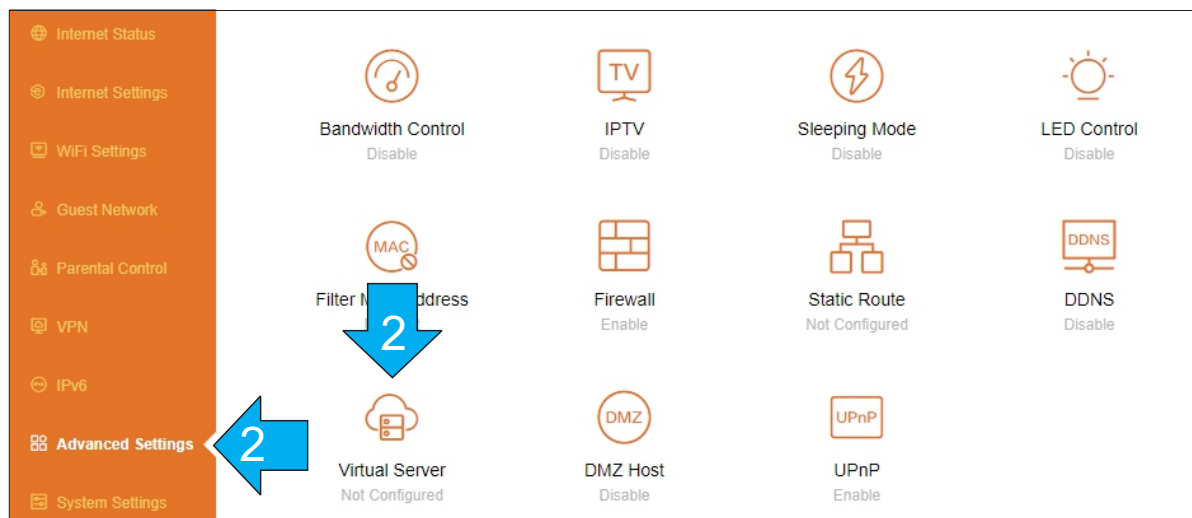 Internet Status
Internet Settings
WiFi Settings
Guest Network
Parental Control
VPN
IPv6
Advanced Settings
System Settings
2
TV
Bandwidth Control
IPTV
Sleeping Mode
LED Control
Disable
Disable
Disable
Disable
MAC
DDNS
Filter ddress
Firewall
Static Route
DDNS
Enable
Not Configured
Disable
2
DMZ
UPnP
Virtual Server
DMZ Host
UPnP
Not Configured
Disable
Enable